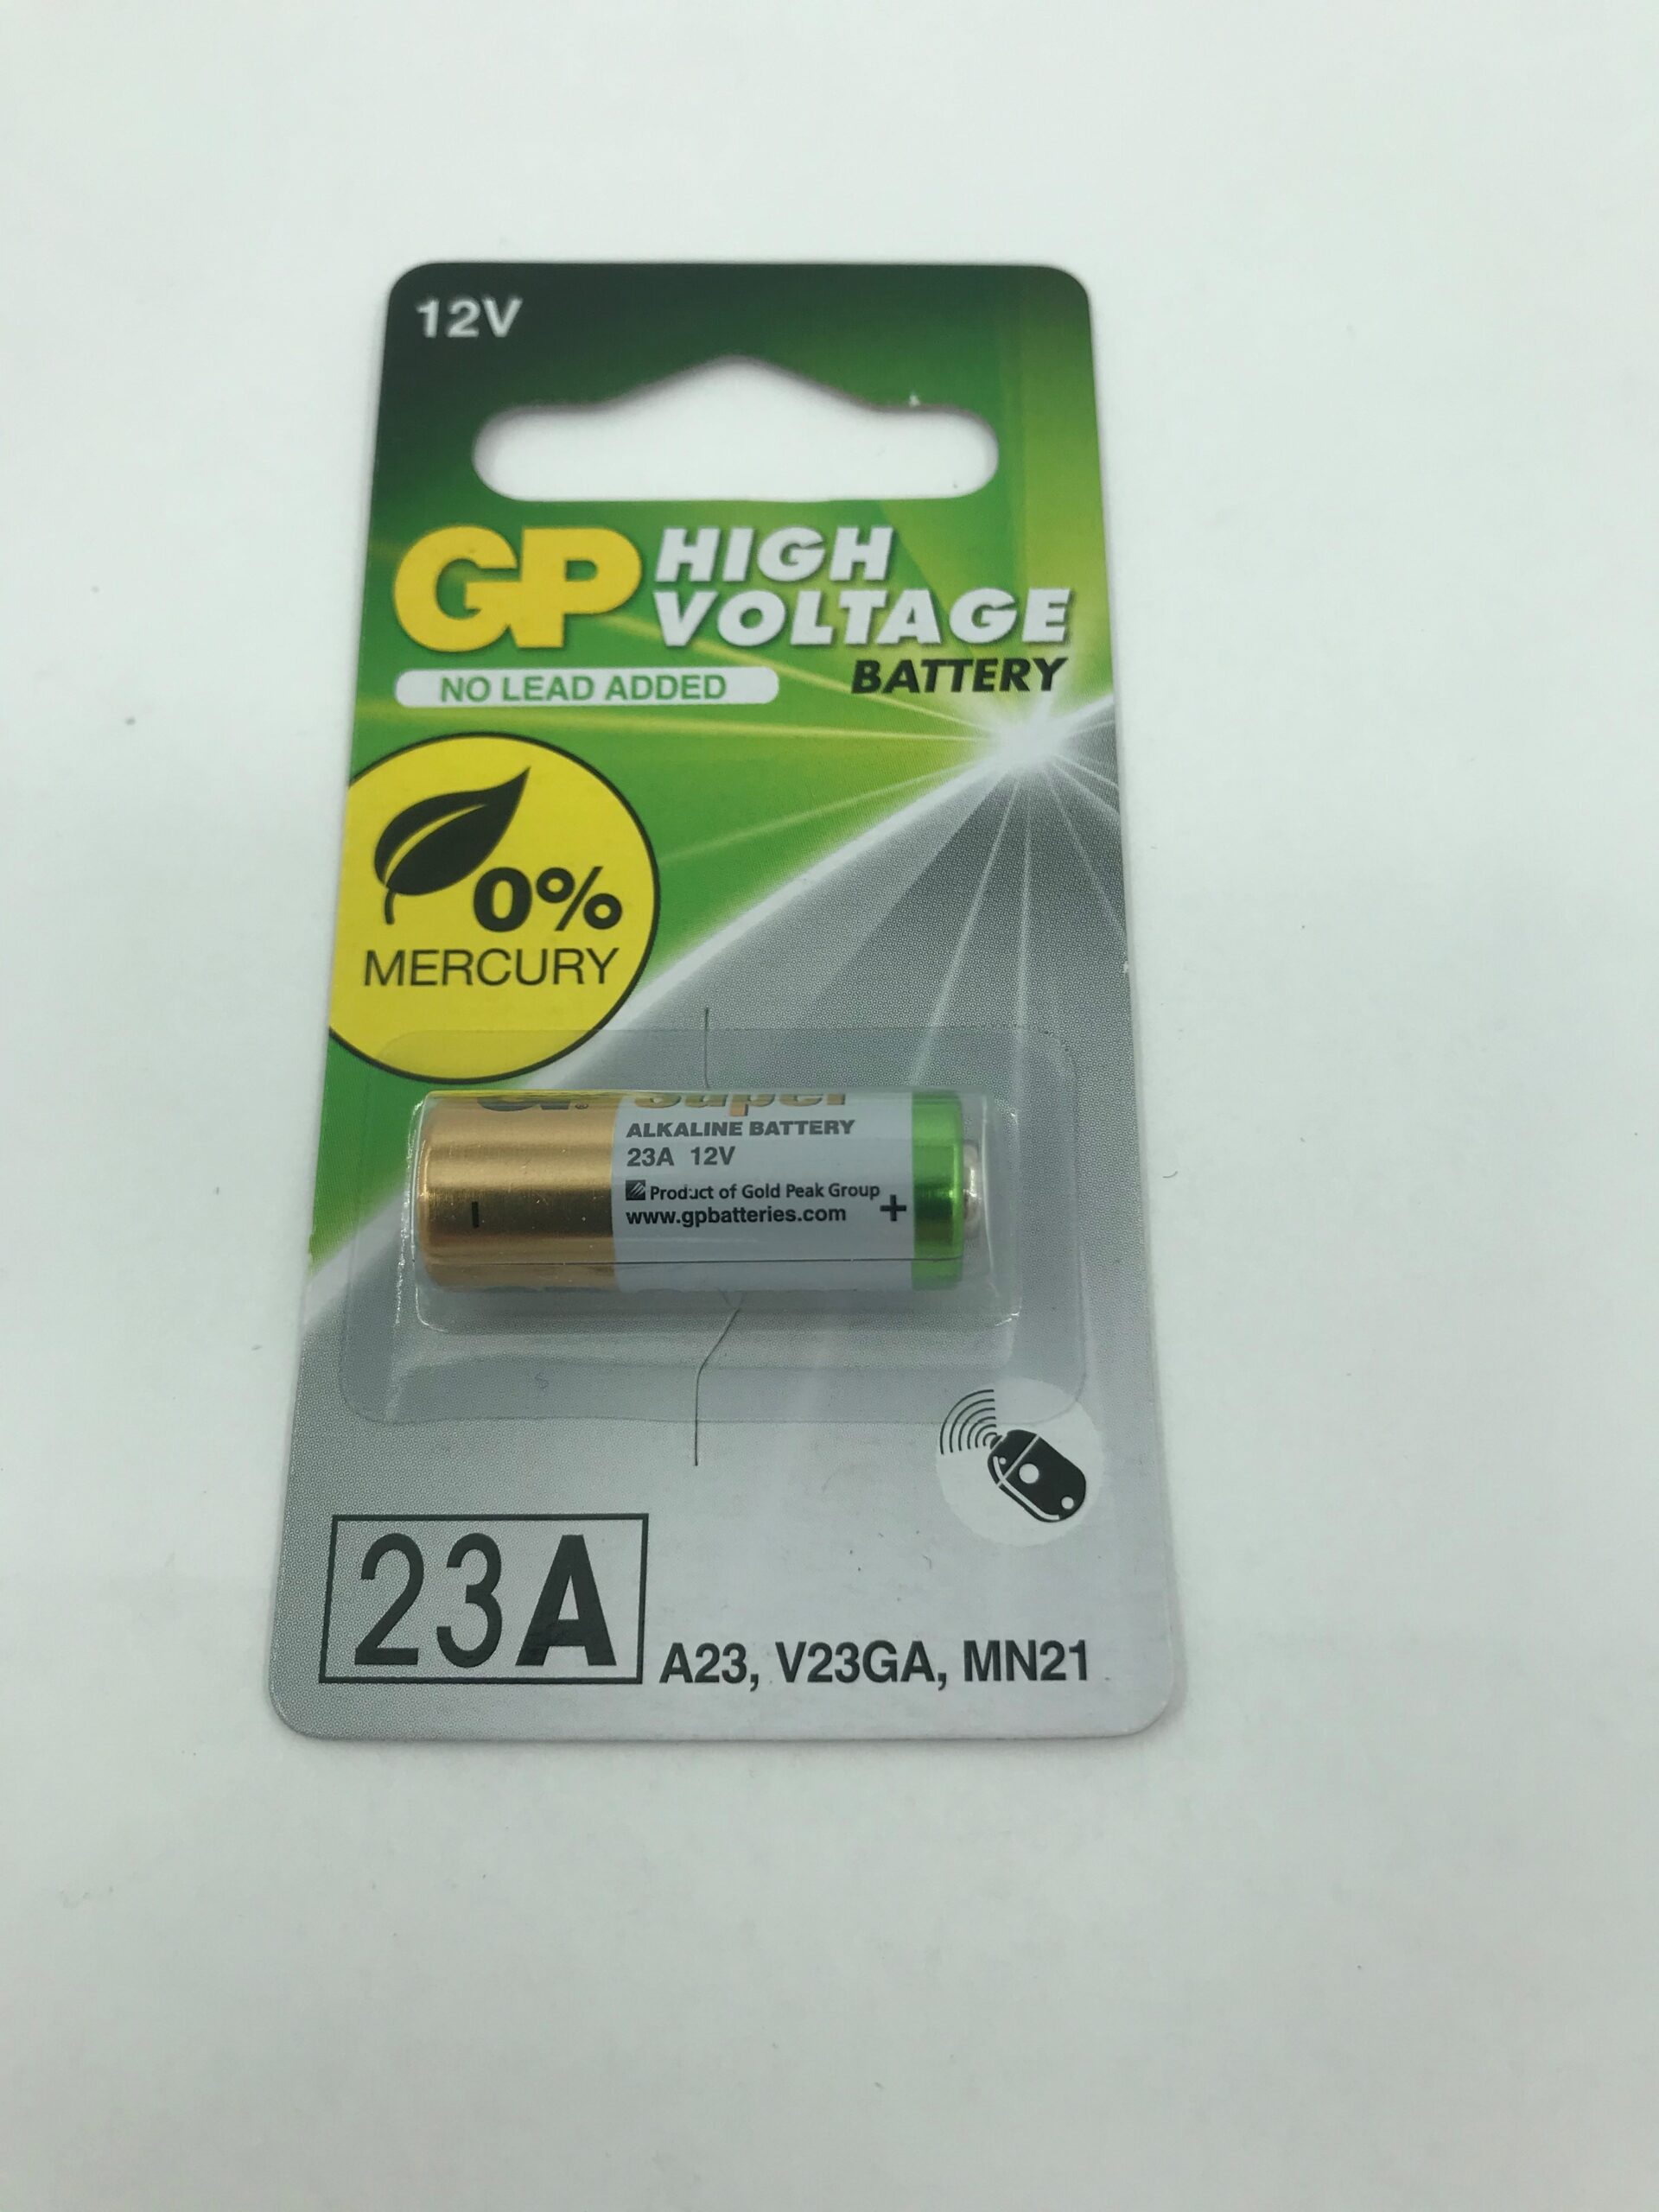 12V
GP HIGH
VOLTAGE
BATTERY
NO LEAD ADDED
0%
MERCURY
Super
ALKALINE BATTERY
23A 12V
Product of Gold Peak Group
www.gpbatteries.com
- +
23A
A23, V23GA, MN21